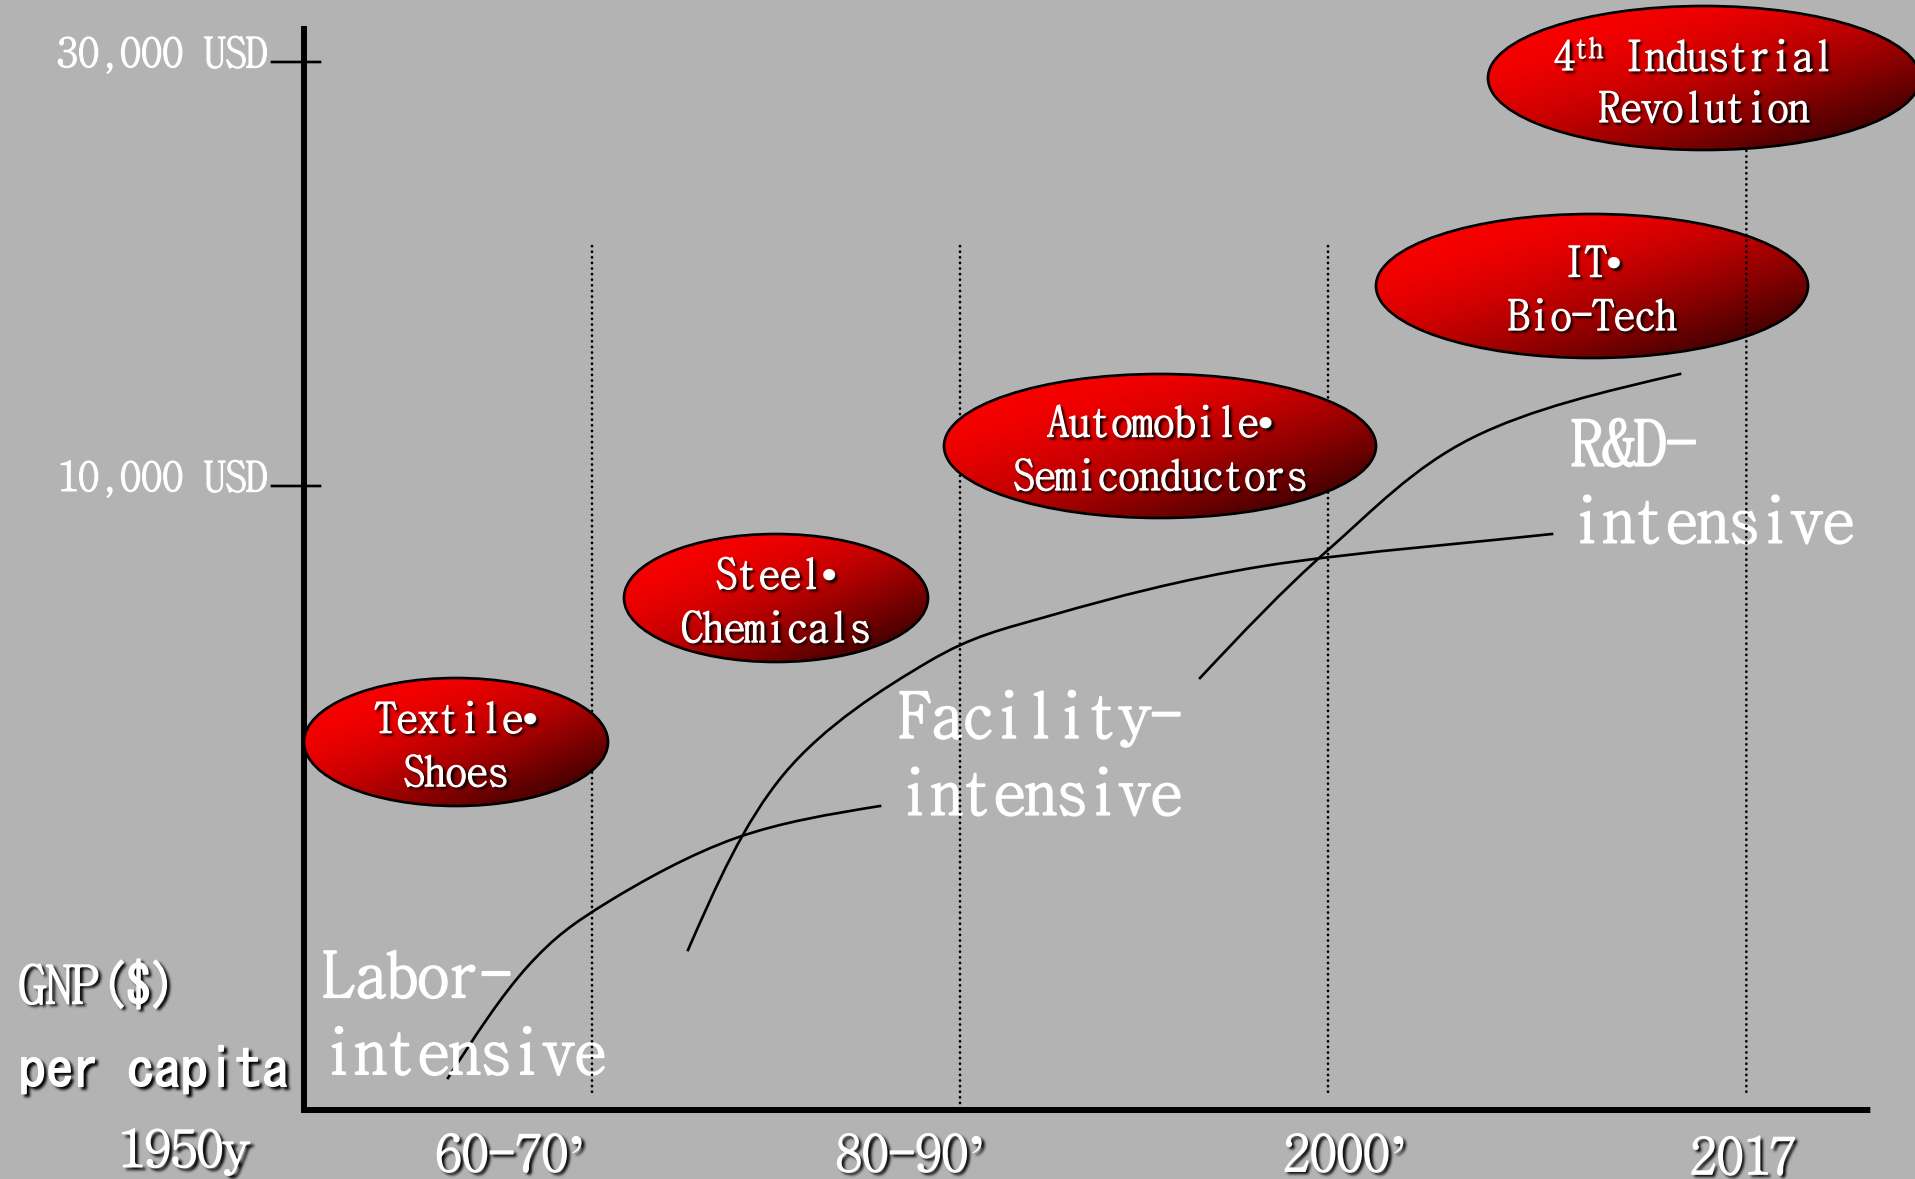 30,000 USD
4th Industrial
Revolution
IT•
Bio-Tech
Automobile•
Semiconductors
R&D-
intensive
10,000 USD
Steel•
Chemicals
Textile•
Shoes
Facility-
intensive
Labor-
intensive
GNP($)
per capita
1950y
60-70’
80-90’
2000’
2017